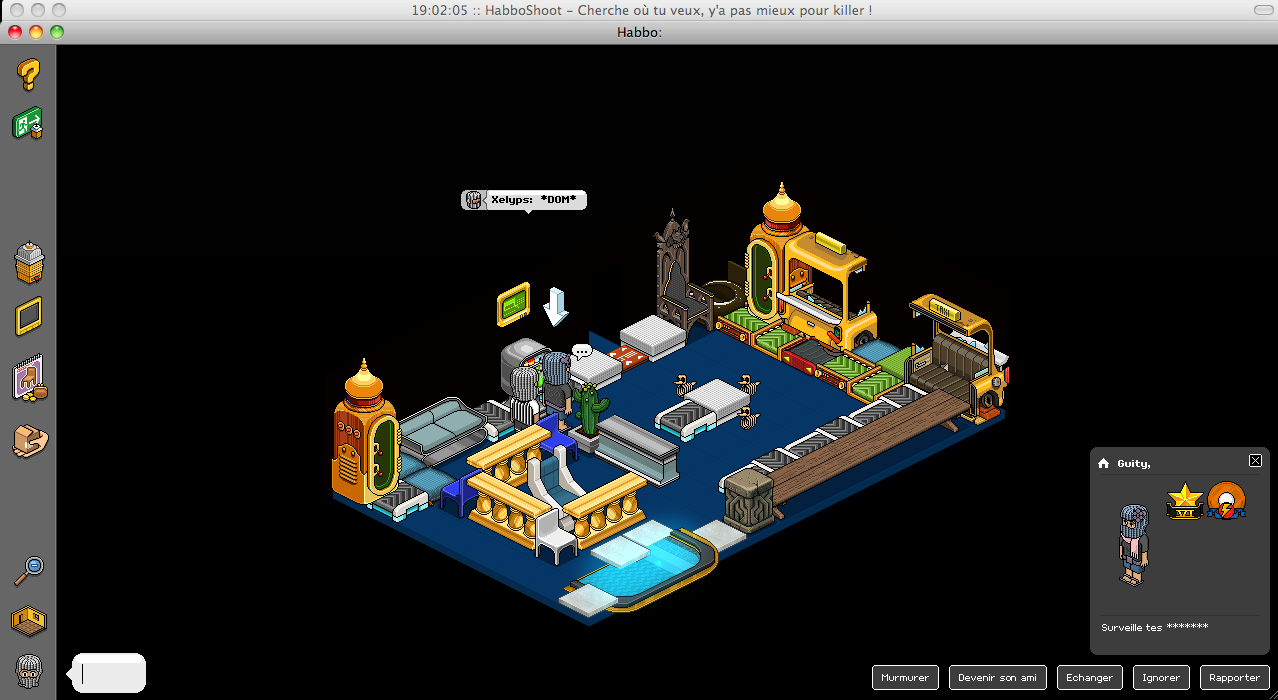 19:02:05 :: HabboShoot – Cherche où tu veux, y'a pas mieux pour killer !
Habbo:
Xelyps: *DOM*
TAXI
Guity,
Surveille tes *******
Murmurer
Devenir son ami
Echanger
Ignorer
Rapporter